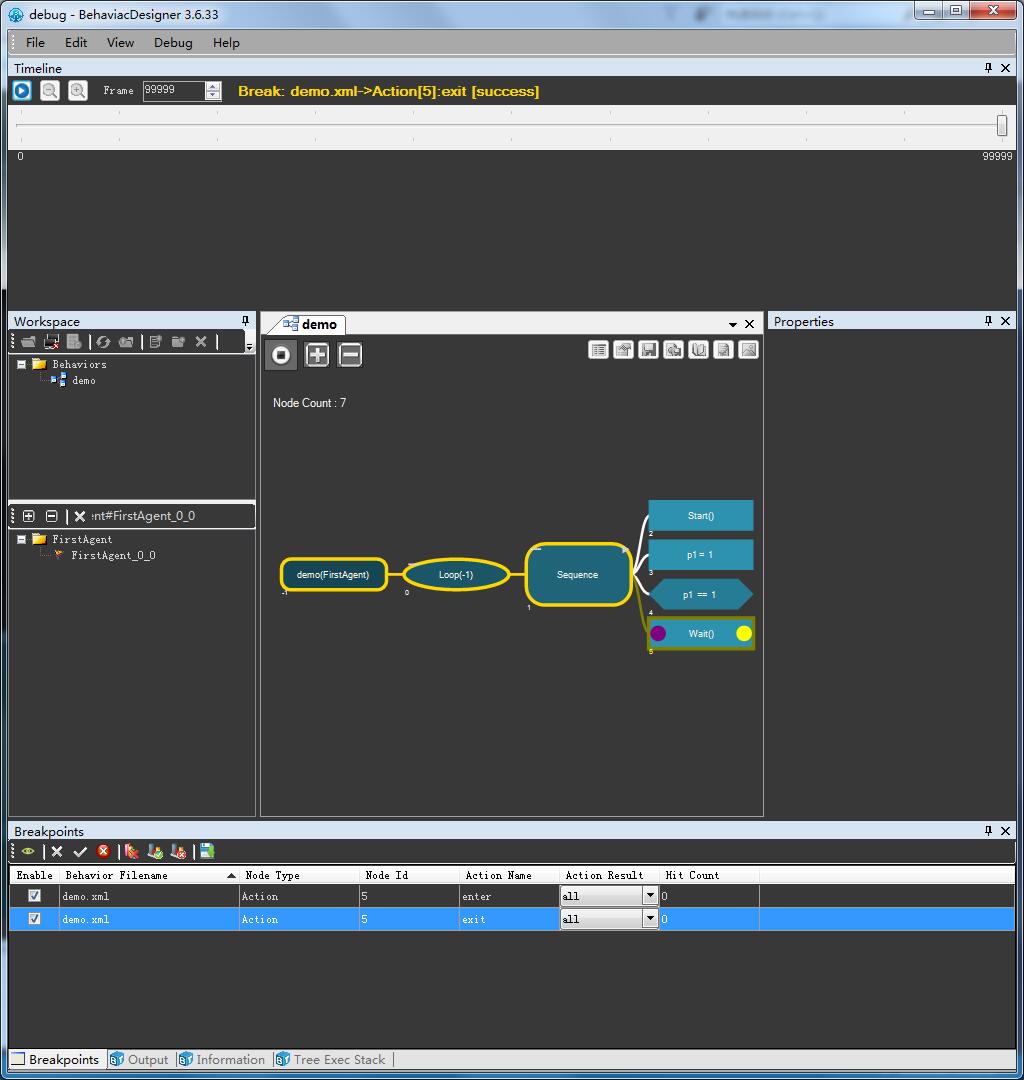 debug - BehaviacDesigner 3.6.33
File Edit View Debug Help
Timeline
Frame 99999 Break: demo.xml->Action[5]:exit [success]
0 99999
Workspace
demo
Properties
Behaviors
demo
Node Count : 7
nt#FirstAgent_0_0
FirstAgent
FirstAgent_0_0
demo(FirstAgent)
-1
Loop(-1)
0
Sequence
1
Start()
2
p1 = 1
3
p1 == 1
4
Wait()
5
Breakpoints
Enable Behavior Filename Node Type Node Id Action Name Action Result Hit Count
demo.xml Action 5 enter all 0
demo.xml Action 5 exit all 0
Breakpoints Output Information Tree Exec Stack